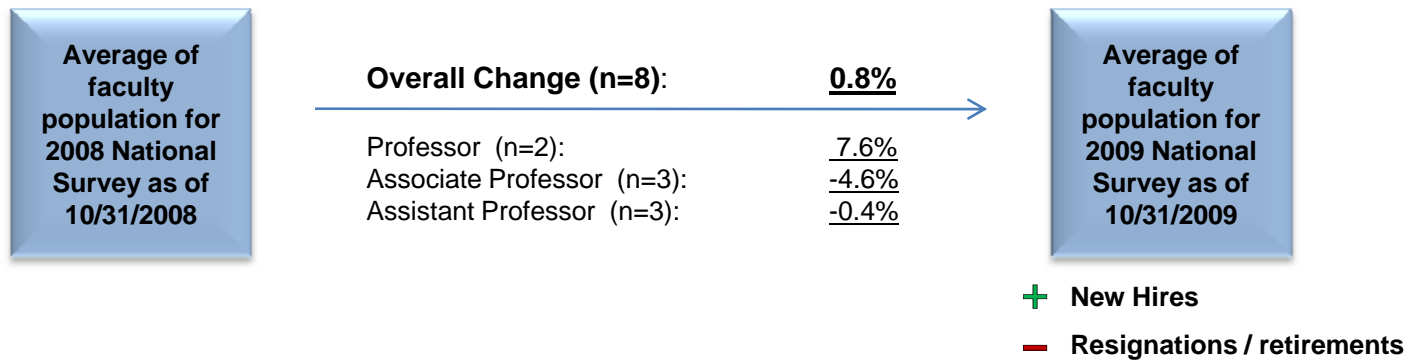 Average of
faculty
population for
2008 National
Survey as of
10/31/2008
Overall Change (n=8): 0.8%
Professor (n=2): 7.6%
Associate Professor (n=3): -4.6%
Assistant Professor (n=3): -0.4%
Average of
faculty
population for
2009 National
Survey as of
10/31/2009
+ New Hires
− Resignations / retirements